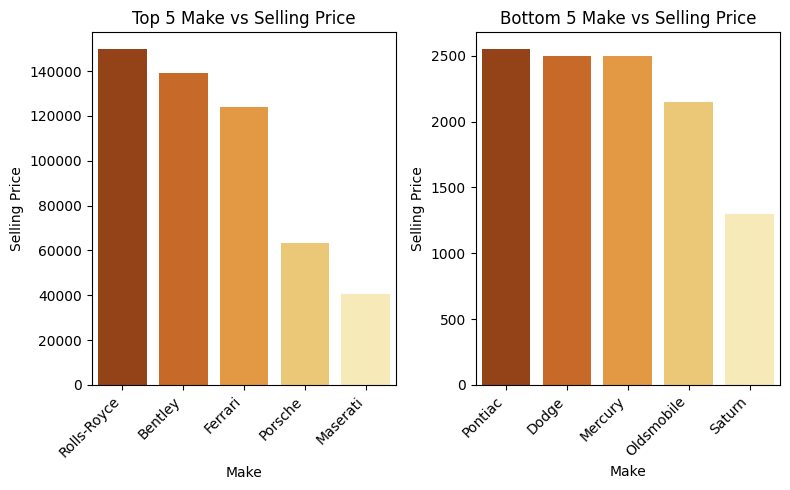 Top 5 Make vs Selling Price
Selling Price
140000
120000
100000
80000
60000
40000
20000
0
Rolls-Royce
Bentley
Ferrari
Porsche
Maserati
Make
Bottom 5 Make vs Selling Price
Selling Price
2500
2000
1500
1000
500
0
Pontiac
Dodge
Mercury
Oldsmobile
Saturn
Make